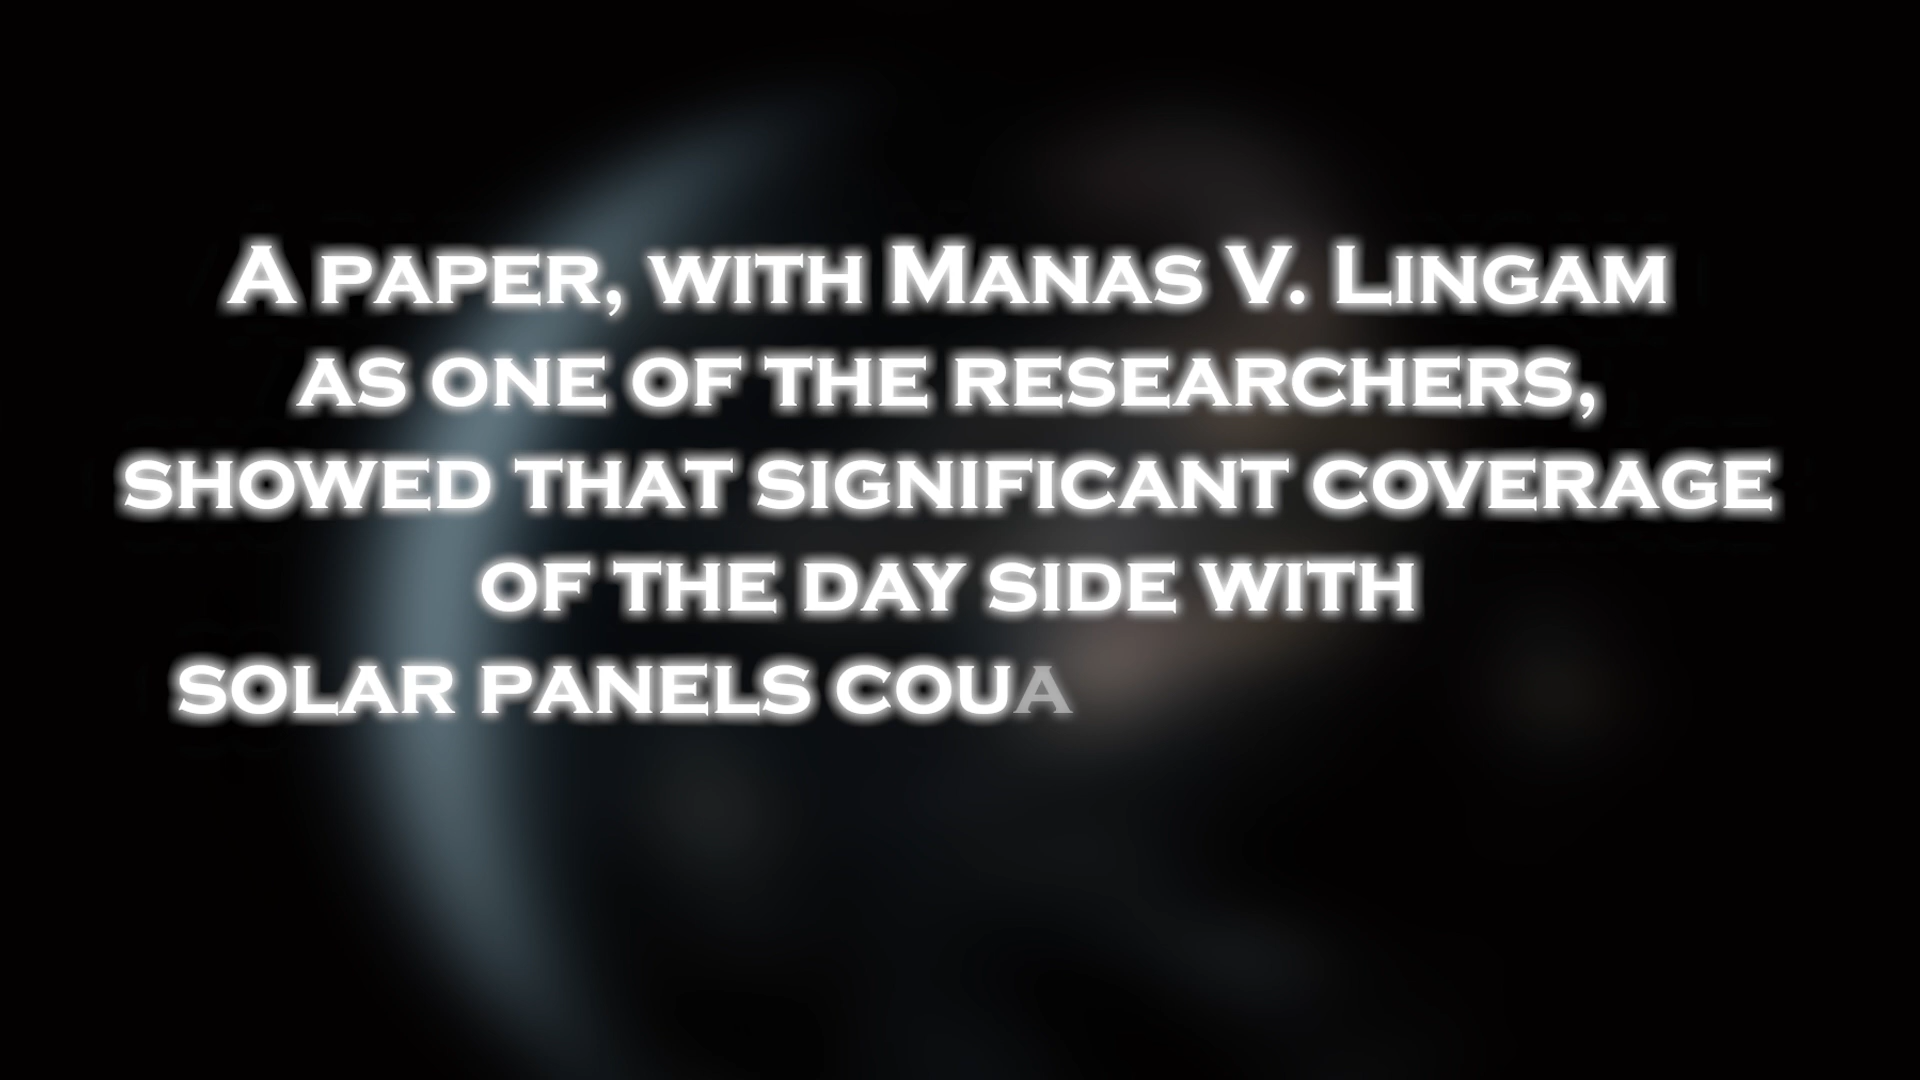 A PAPER, WITH MANAS V. LINGAM
AS ONE OF THE RESEARCHERS,
SHOWED THAT SIGNIFICANT COVERAGE
OF THE DAY SIDE WITH
SOLAR PANELS COUA